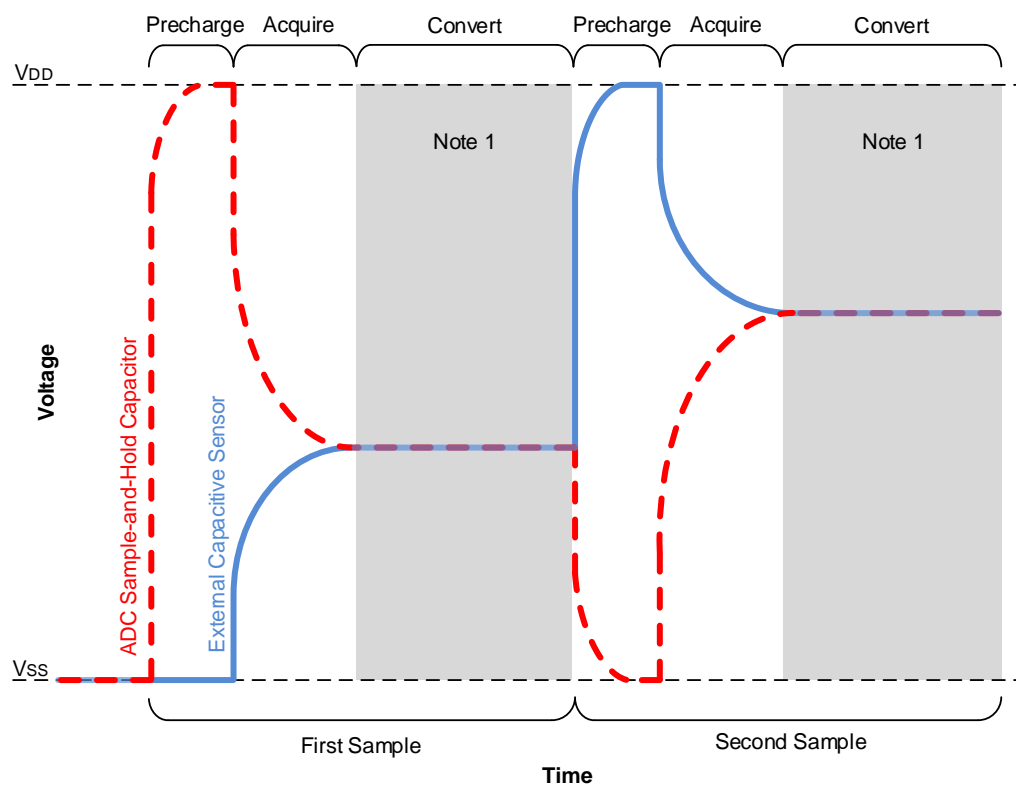 Precharge Acquire Convert Precharge Acquire Convert
VDD
Note 1 Note 1
Voltage
ADC Sample-and-Hold Capacitor
External Capacitive Sensor
VSS
First Sample Second Sample
Time